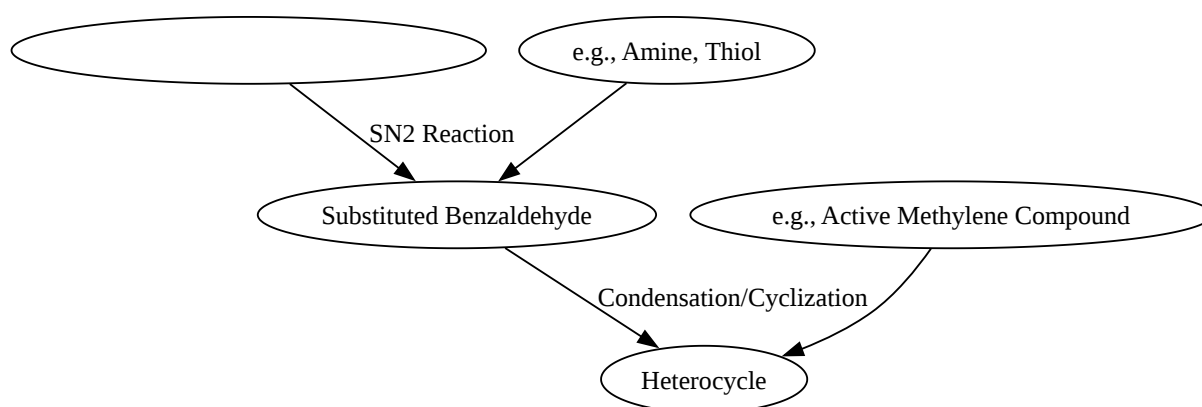 e.g., Amine, Thiol
SN2 Reaction
Substituted Benzaldehyde
e.g., Active Methylene Compound
Condensation/Cyclization
Heterocycle